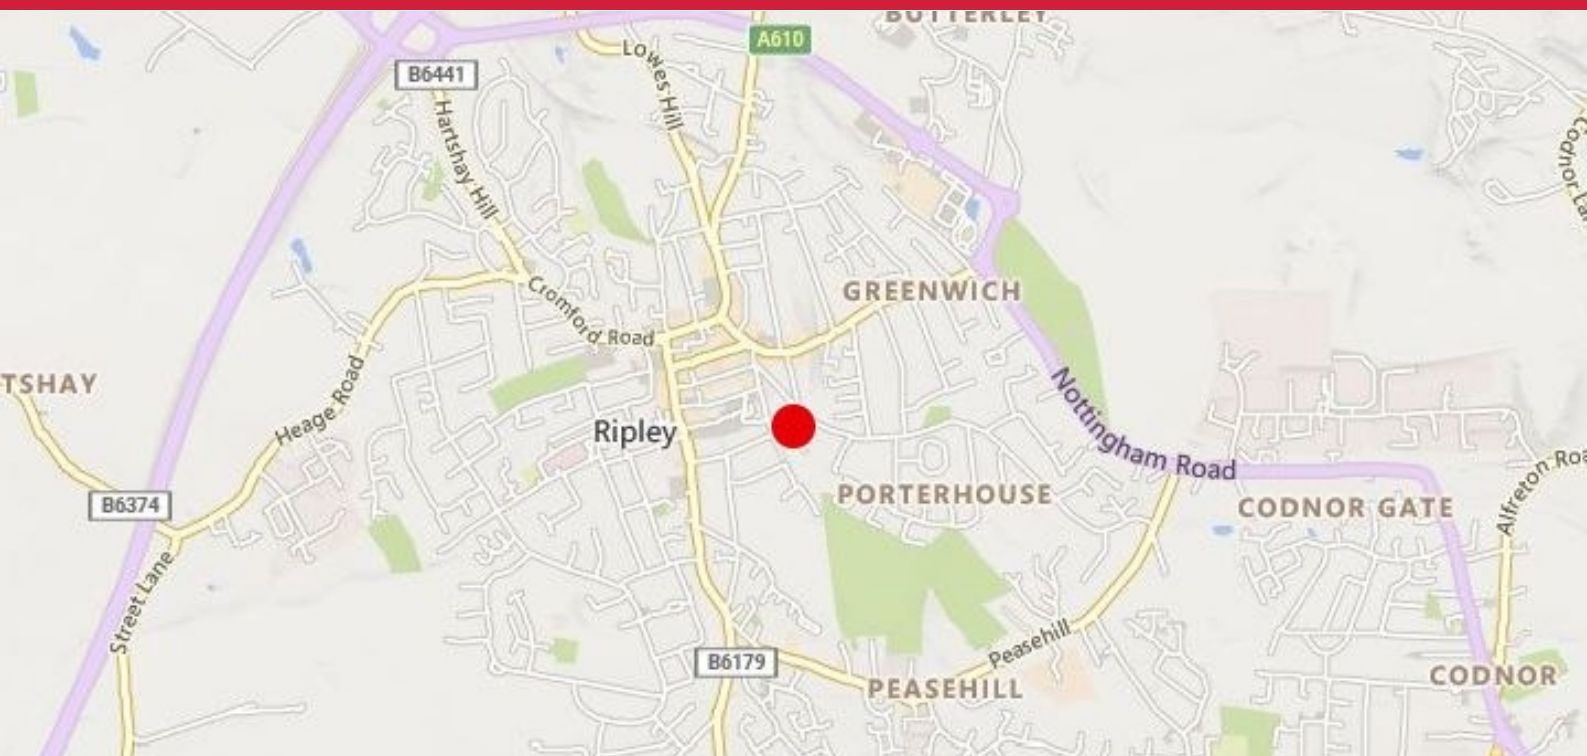 BUTTERLEY
A610
Lowes Hill
B6441
Hartshay Hill
Codnor La
GREENWICH
Cromford Road
TSHAY
Heage Road
Nottingham Road
Ripley
Alfreton Roa
PORTERHOUSE
B6374
CODNOR GATE
Street Lane
Peasehill
B6179
PEASEHILL
CODNOR